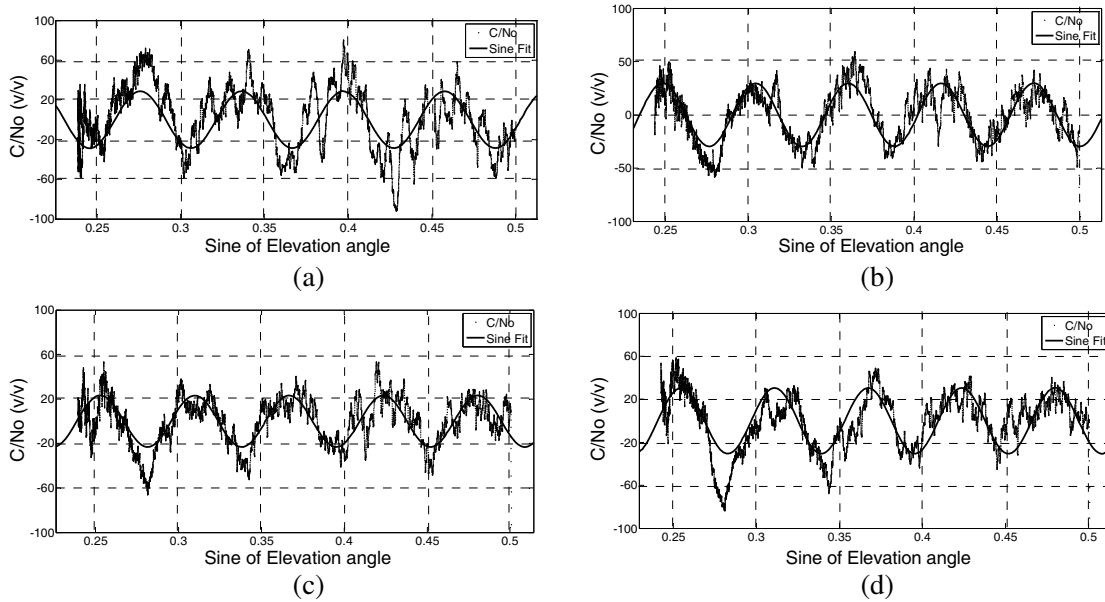 100
60
20
-20
-60
-100
C/No (v/v)
C/No
Sine Fit
0.25 0.3 0.35 0.4 0.45 0.5
Sine of Elevation angle
(a)
100
50
0
-50
100
C/No (v/v)
C/No
Sine Fit
0.25 0.3 0.35 0.4 0.45 0.5
Sine of Elevation angle
(b)
100
60
20
-20
-60
-100
C/No (v/v)
C/No
Sine Fit
0.25 0.3 0.35 0.4 0.45 0.5
Sine of Elevation angle
(c)
100
60
20
-20
-60
-100
C/No (v/v)
C/No
Sine Fit
0.25 0.3 0.35 0.4 0.45 0.5
Sine of Elevation angle
(d)